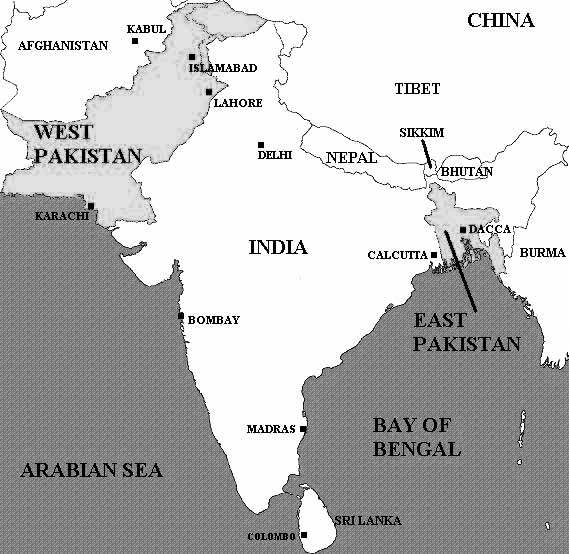 CHINA
KABUL
AFGHANISTAN
ISLAMABAD
TIBET
LAHORE
WEST
PAKISTAN
SIKKIM
DELHI
NEPAL
BHUTAN
KARACHI
DACCA
INDIA
CALCUTTA
BURMA
BOMBAY
EAST
PAKISTAN
MADRAS
BAY OF
BENGAL
ARABIAN SEA
SRI LANKA
COLOMBO